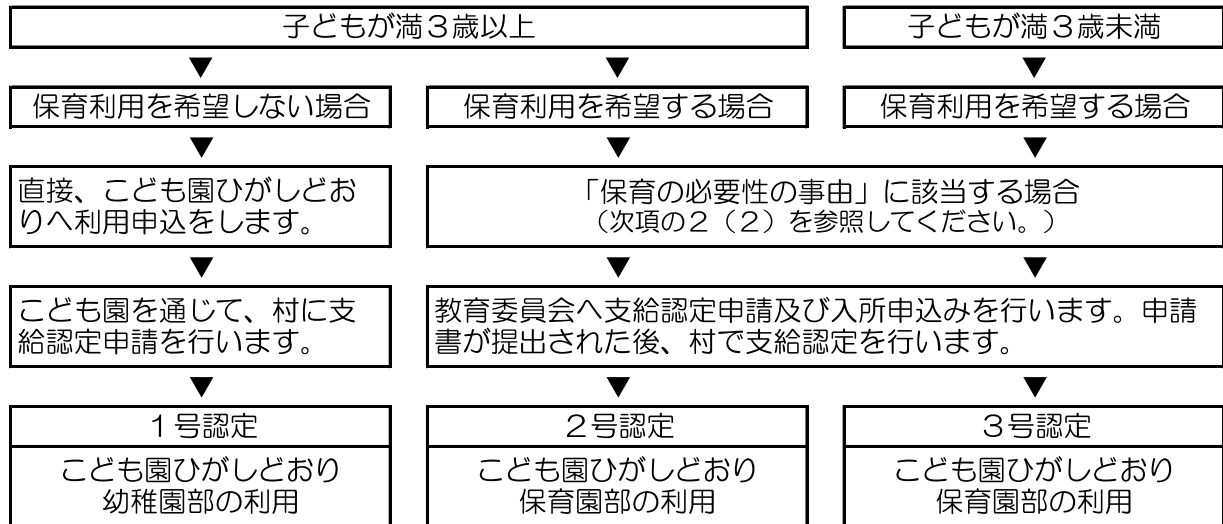 子どもが満３歳以上
子どもが満３歳未満
▼
▼
▼
保育利用を希望しない場合
保育利用を希望する場合
保育利用を希望する場合
▼
▼
▼
直接、こども園ひがしどお
りへ利用申込をします。
「保育の必要性の事由」に該当する場合
（次項の２（２）を参照してください。）
▼
▼
▼
こども園を通じて、村に支
給認定申請を行います。
教育委員会へ支給認定申請及び入所申込みを行います。申請
書が提出された後、村で支給認定を行います。
▼
▼
▼
１号認定
２号認定
３号認定
こども園ひがしどおり
幼稚園部の利用
こども園ひがしどおり
保育園部の利用
こども園ひがしどおり
保育園部の利用